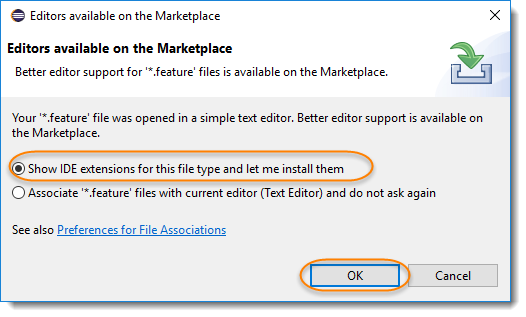 Editors available on the Marketplace
Editors available on the Marketplace
Better editor support for '*.feature' files is available on the Marketplace.
Your '*.feature' file was opened in a simple text editor. Better editor support is available on
the Marketplace.
Show IDE extensions for this file type and let me install them
Associate '*.feature' files with current editor (Text Editor) and do not ask again
See also Preferences for File Associations
OK
Cancel